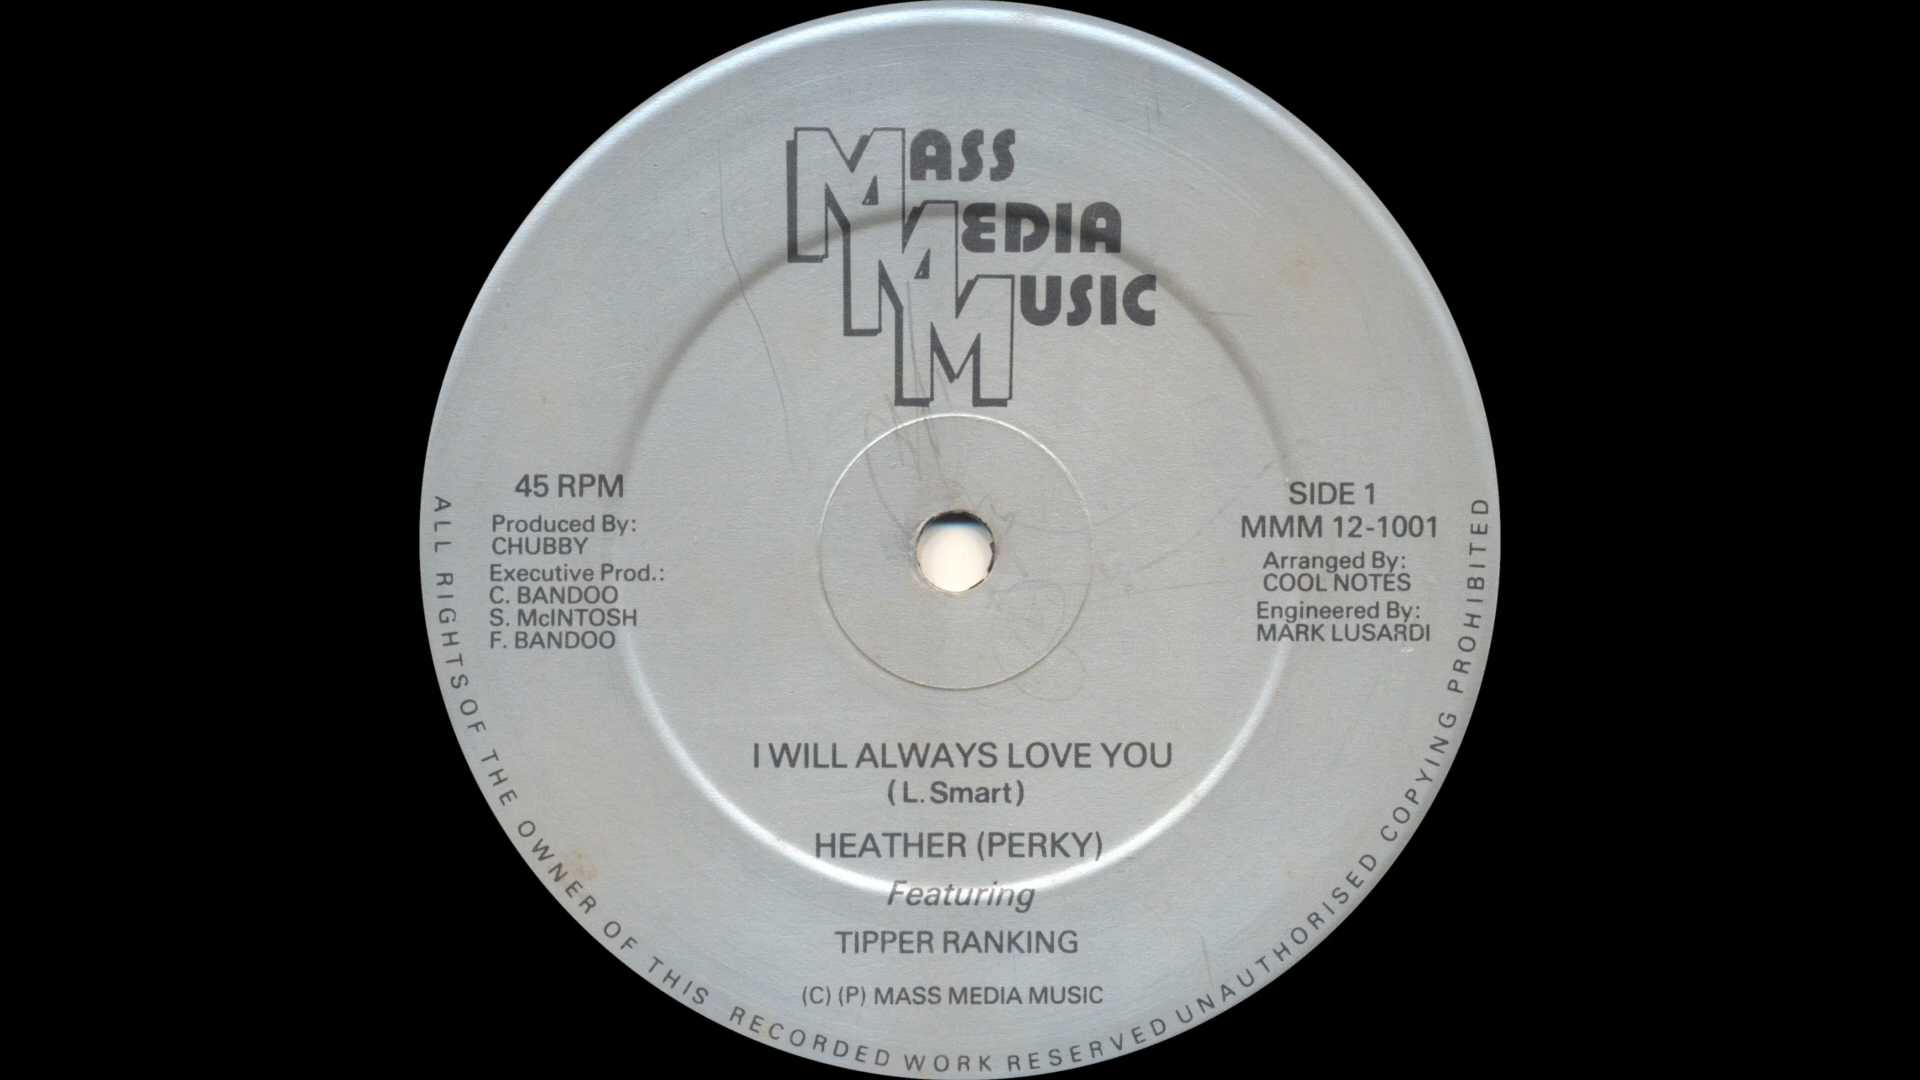 MASS
MEDIA
MUSIC
45 RPM
Produced By:
CHUBBY
Executive Prod.:
C. BANDOO
S. McINTOSH
F. BANDOO
SIDE 1
MMM 12-1001
Arranged By:
COOL NOTES
Engineered By:
MARK LUSARDI
I WILL ALWAYS LOVE YOU
(L. Smart)
HEATHER (PERKY)
Featuring
TIPPER RANKING
(C) (P) MASS MEDIA MUSIC
ALL RIGHTS OF THE OWNER OF THIS RECORDED WORK RESERVED UNAUTHORISED COPYING PROHIBITED